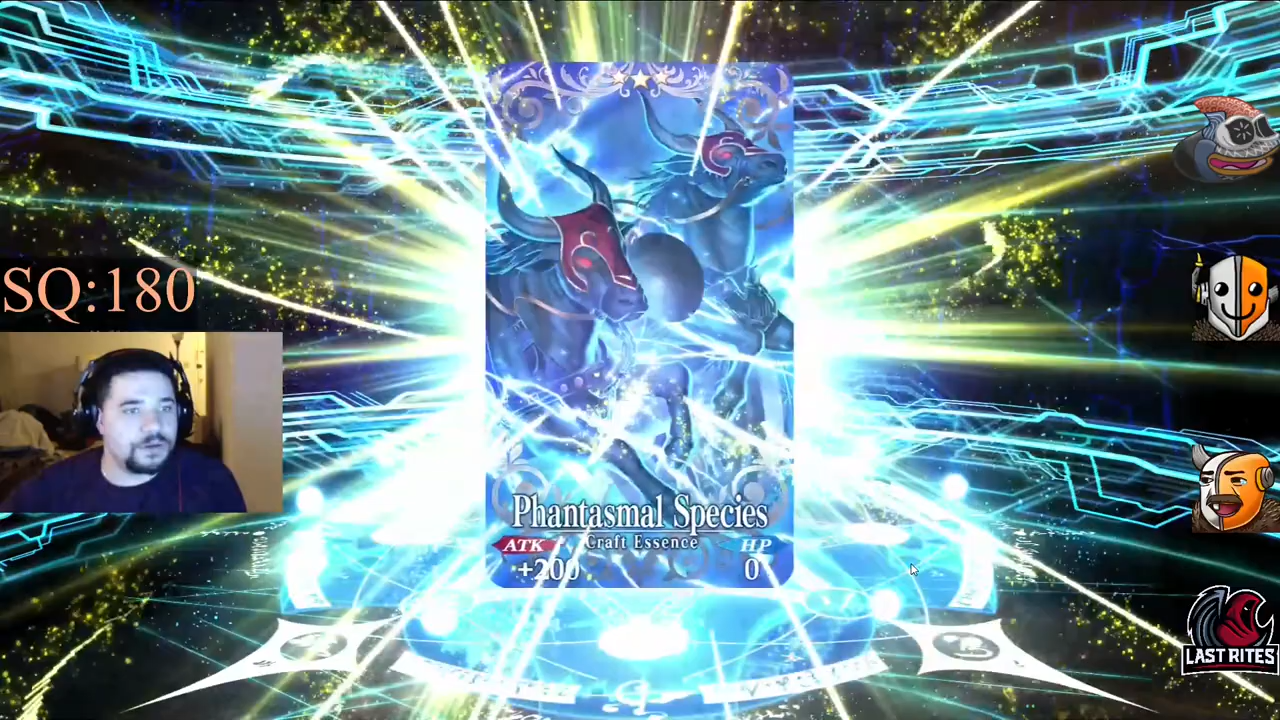 SQ:180
Phantasmal Species
Craft Essence
ATK
HP
+200
0
LAST RITES